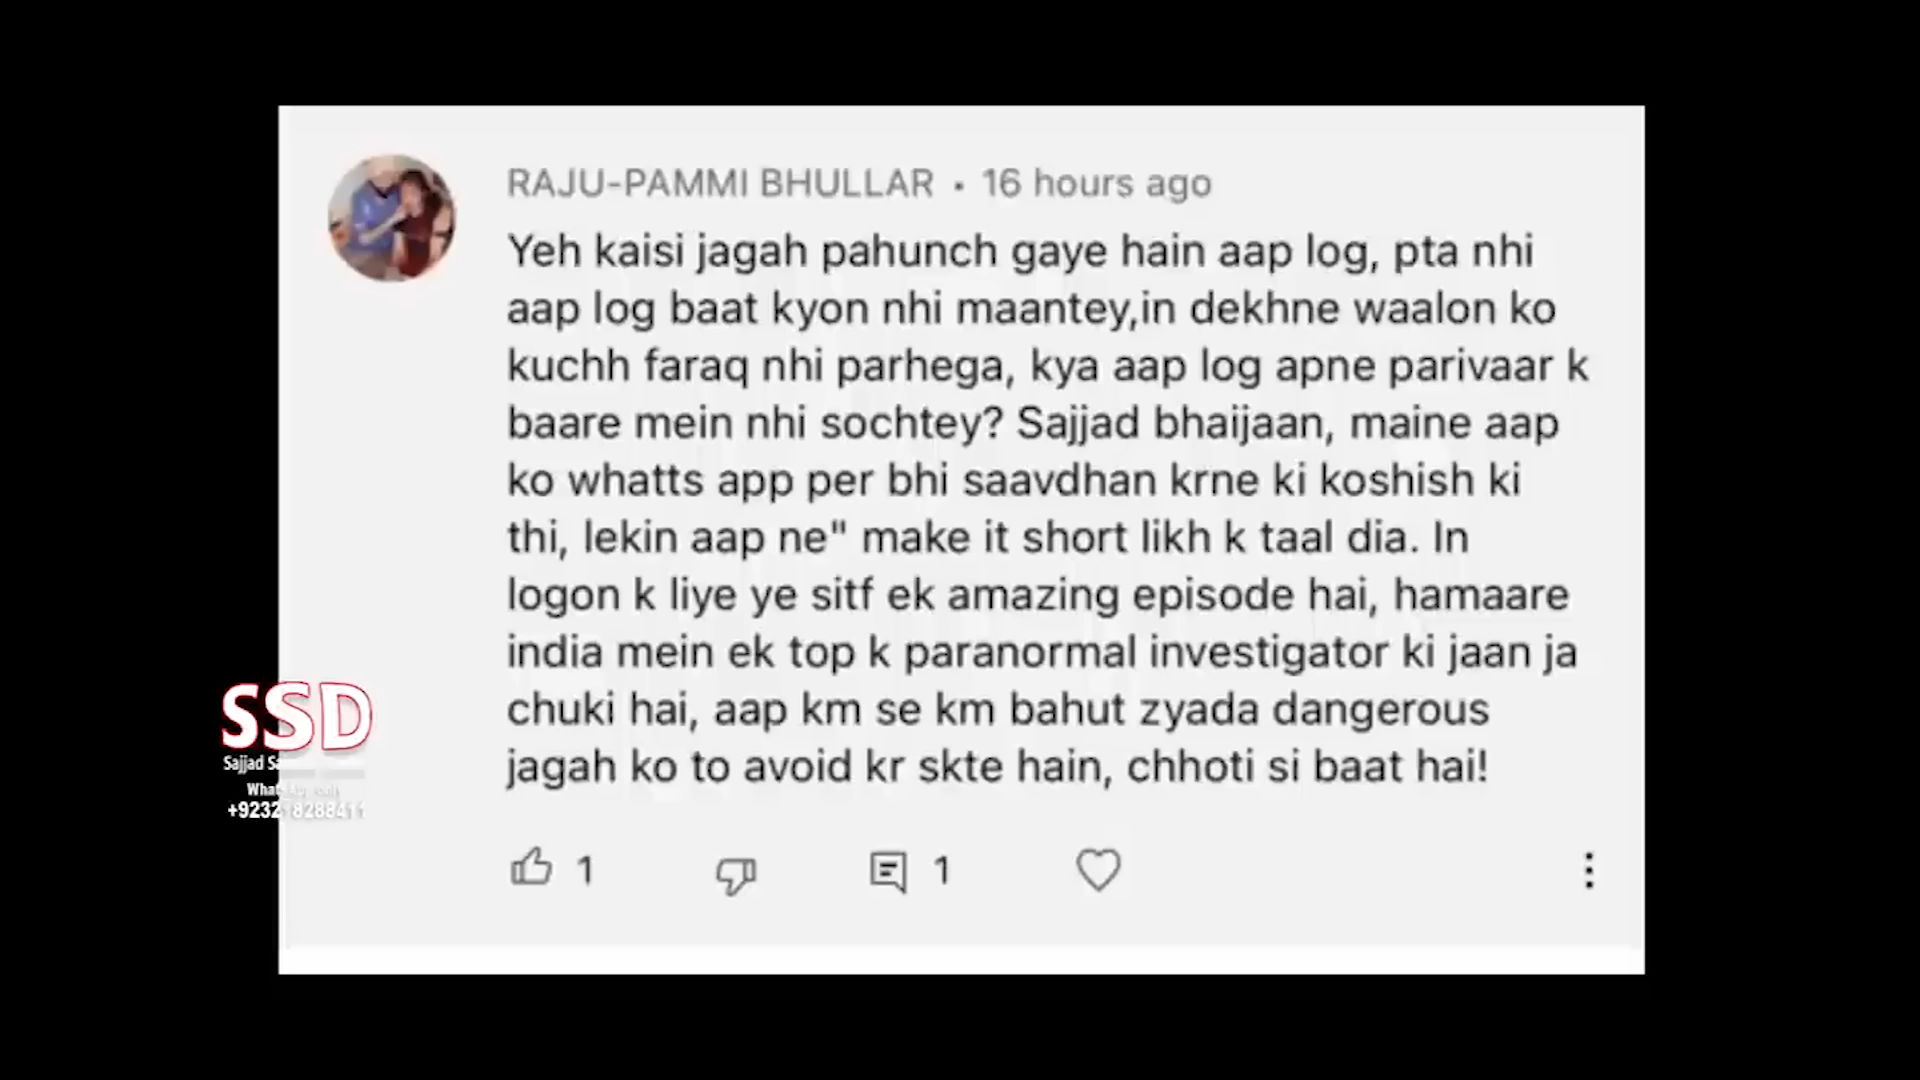 RAJU-PAMMI BHULLAR • 16 hours ago
Yeh kaisi jagah pahunch gaye hain aap log, pta nhi
aap log baat kyon nhi maantey,in dekhne waalon ko
kuchh faraq nhi parhega, kya aap log apne parivaar k
baare mein nhi sochtey? Sajjad bhaijaan, maine aap
ko whatts app per bhi saavdhan krne ki koshish ki
thi, lekin aap ne" make it short likh k taal dia. In
logon k liye ye sitf ek amazing episode hai, hamaare
india mein ek top k paranormal investigator ki jaan ja
chuki hai, aap km se km bahut zyada dangerous
jagah ko to avoid kr skte hain, chhoti si baat hai!
1 1
SSD
Sajjad
+923218288411